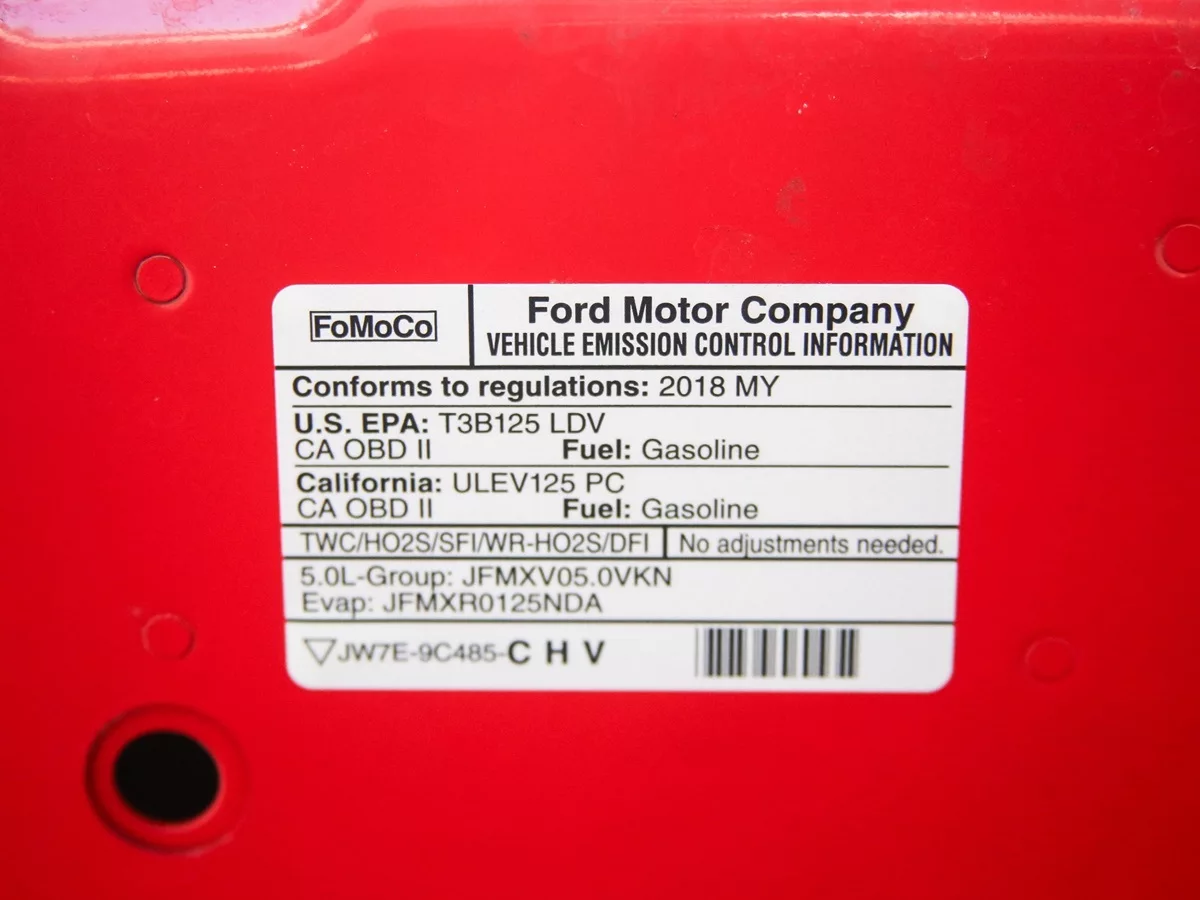 FoMoCo
Ford Motor Company
VEHICLE EMISSION CONTROL INFORMATION
Conforms to regulations: 2018 MY
U.S. EPA: T3B125 LDV
CA OBD II Fuel: Gasoline
California: ULEV125 PC
CA OBD II Fuel: Gasoline
TWC/HO2S/SFI/WR-HO2S/DFI No adjustments needed.
5.0L-Group: JFMXV05.0VKN
Evap: JFMXR0125NDA
JW7E-9C485-C H V